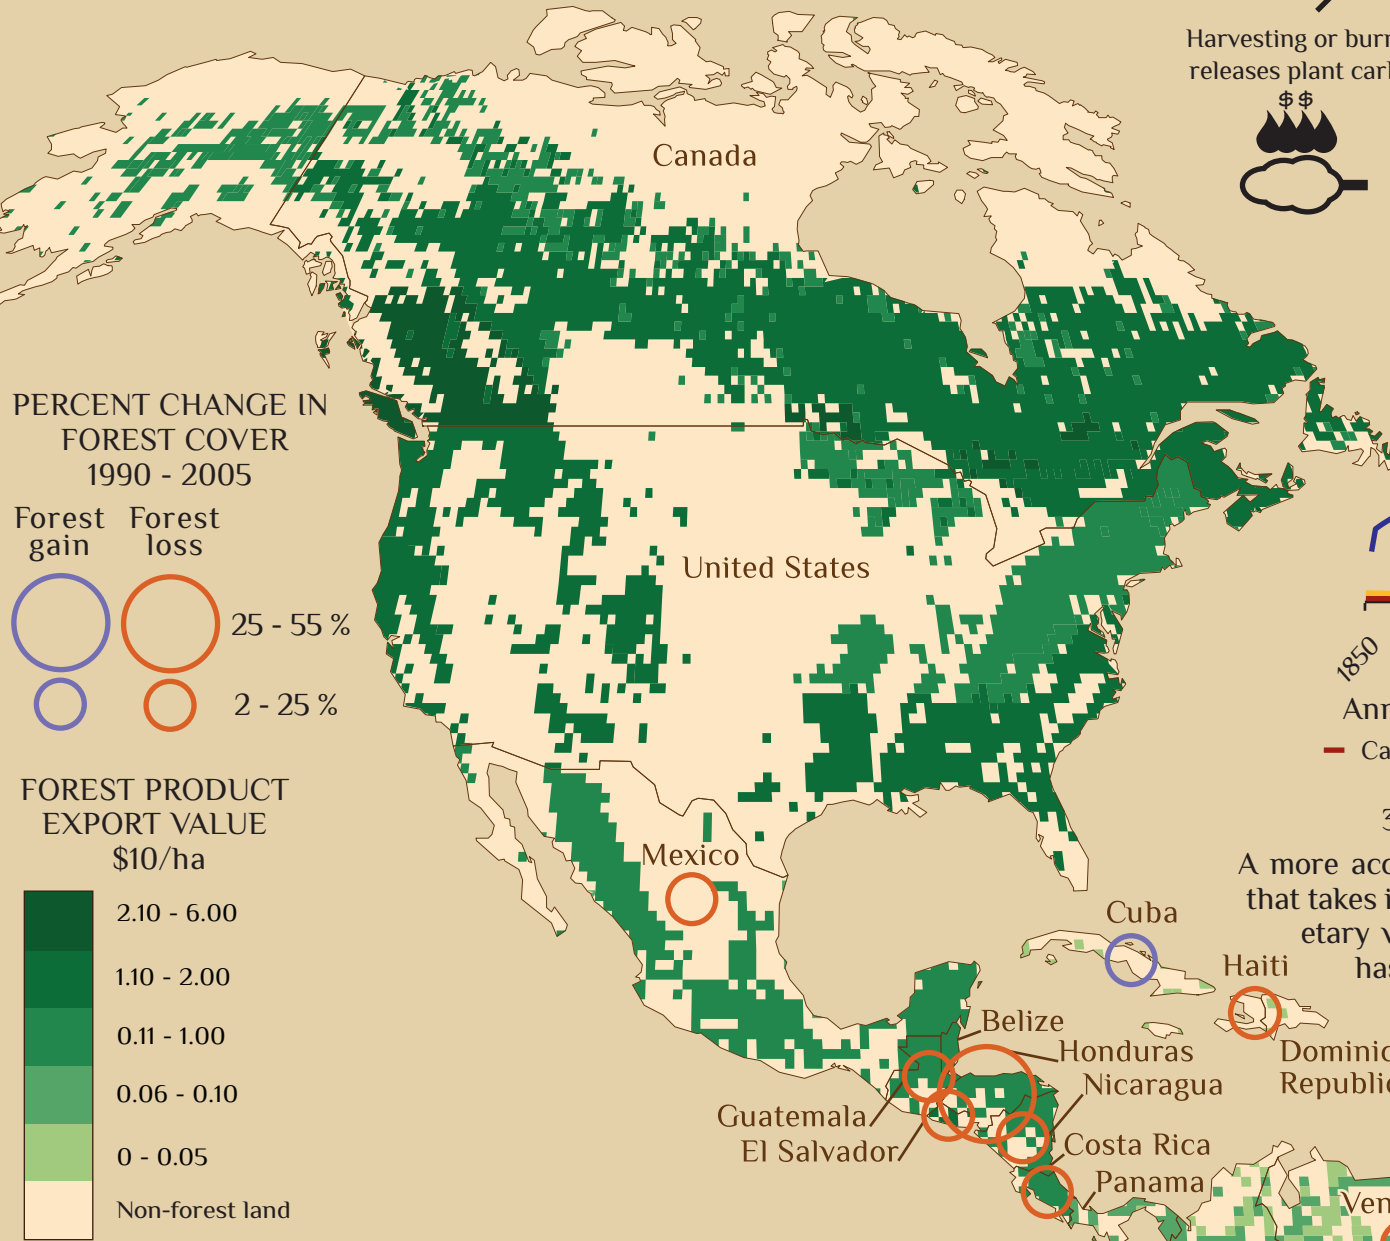 Harvesting or burn
releases plant carl
$$
Canada
PERCENT CHANGE IN
FOREST COVER
1990 - 2005
Forest gain
Forest loss
25 - 55 %
2 - 25 %
United States
1850
Ann
Ca
FOREST PRODUCT
EXPORT VALUE
$10/ha
2.10 - 6.00
1.10 - 2.00
0.11 - 1.00
0.06 - 0.10
0 - 0.05
Non-forest land
Mexico
A more acc
that takes i
etary v
has
Cuba
Haiti
Belize
Honduras
Nicaragua
Dominic
Republic
Guatemala
El Salvador
Costa Rica
Panama
Ven